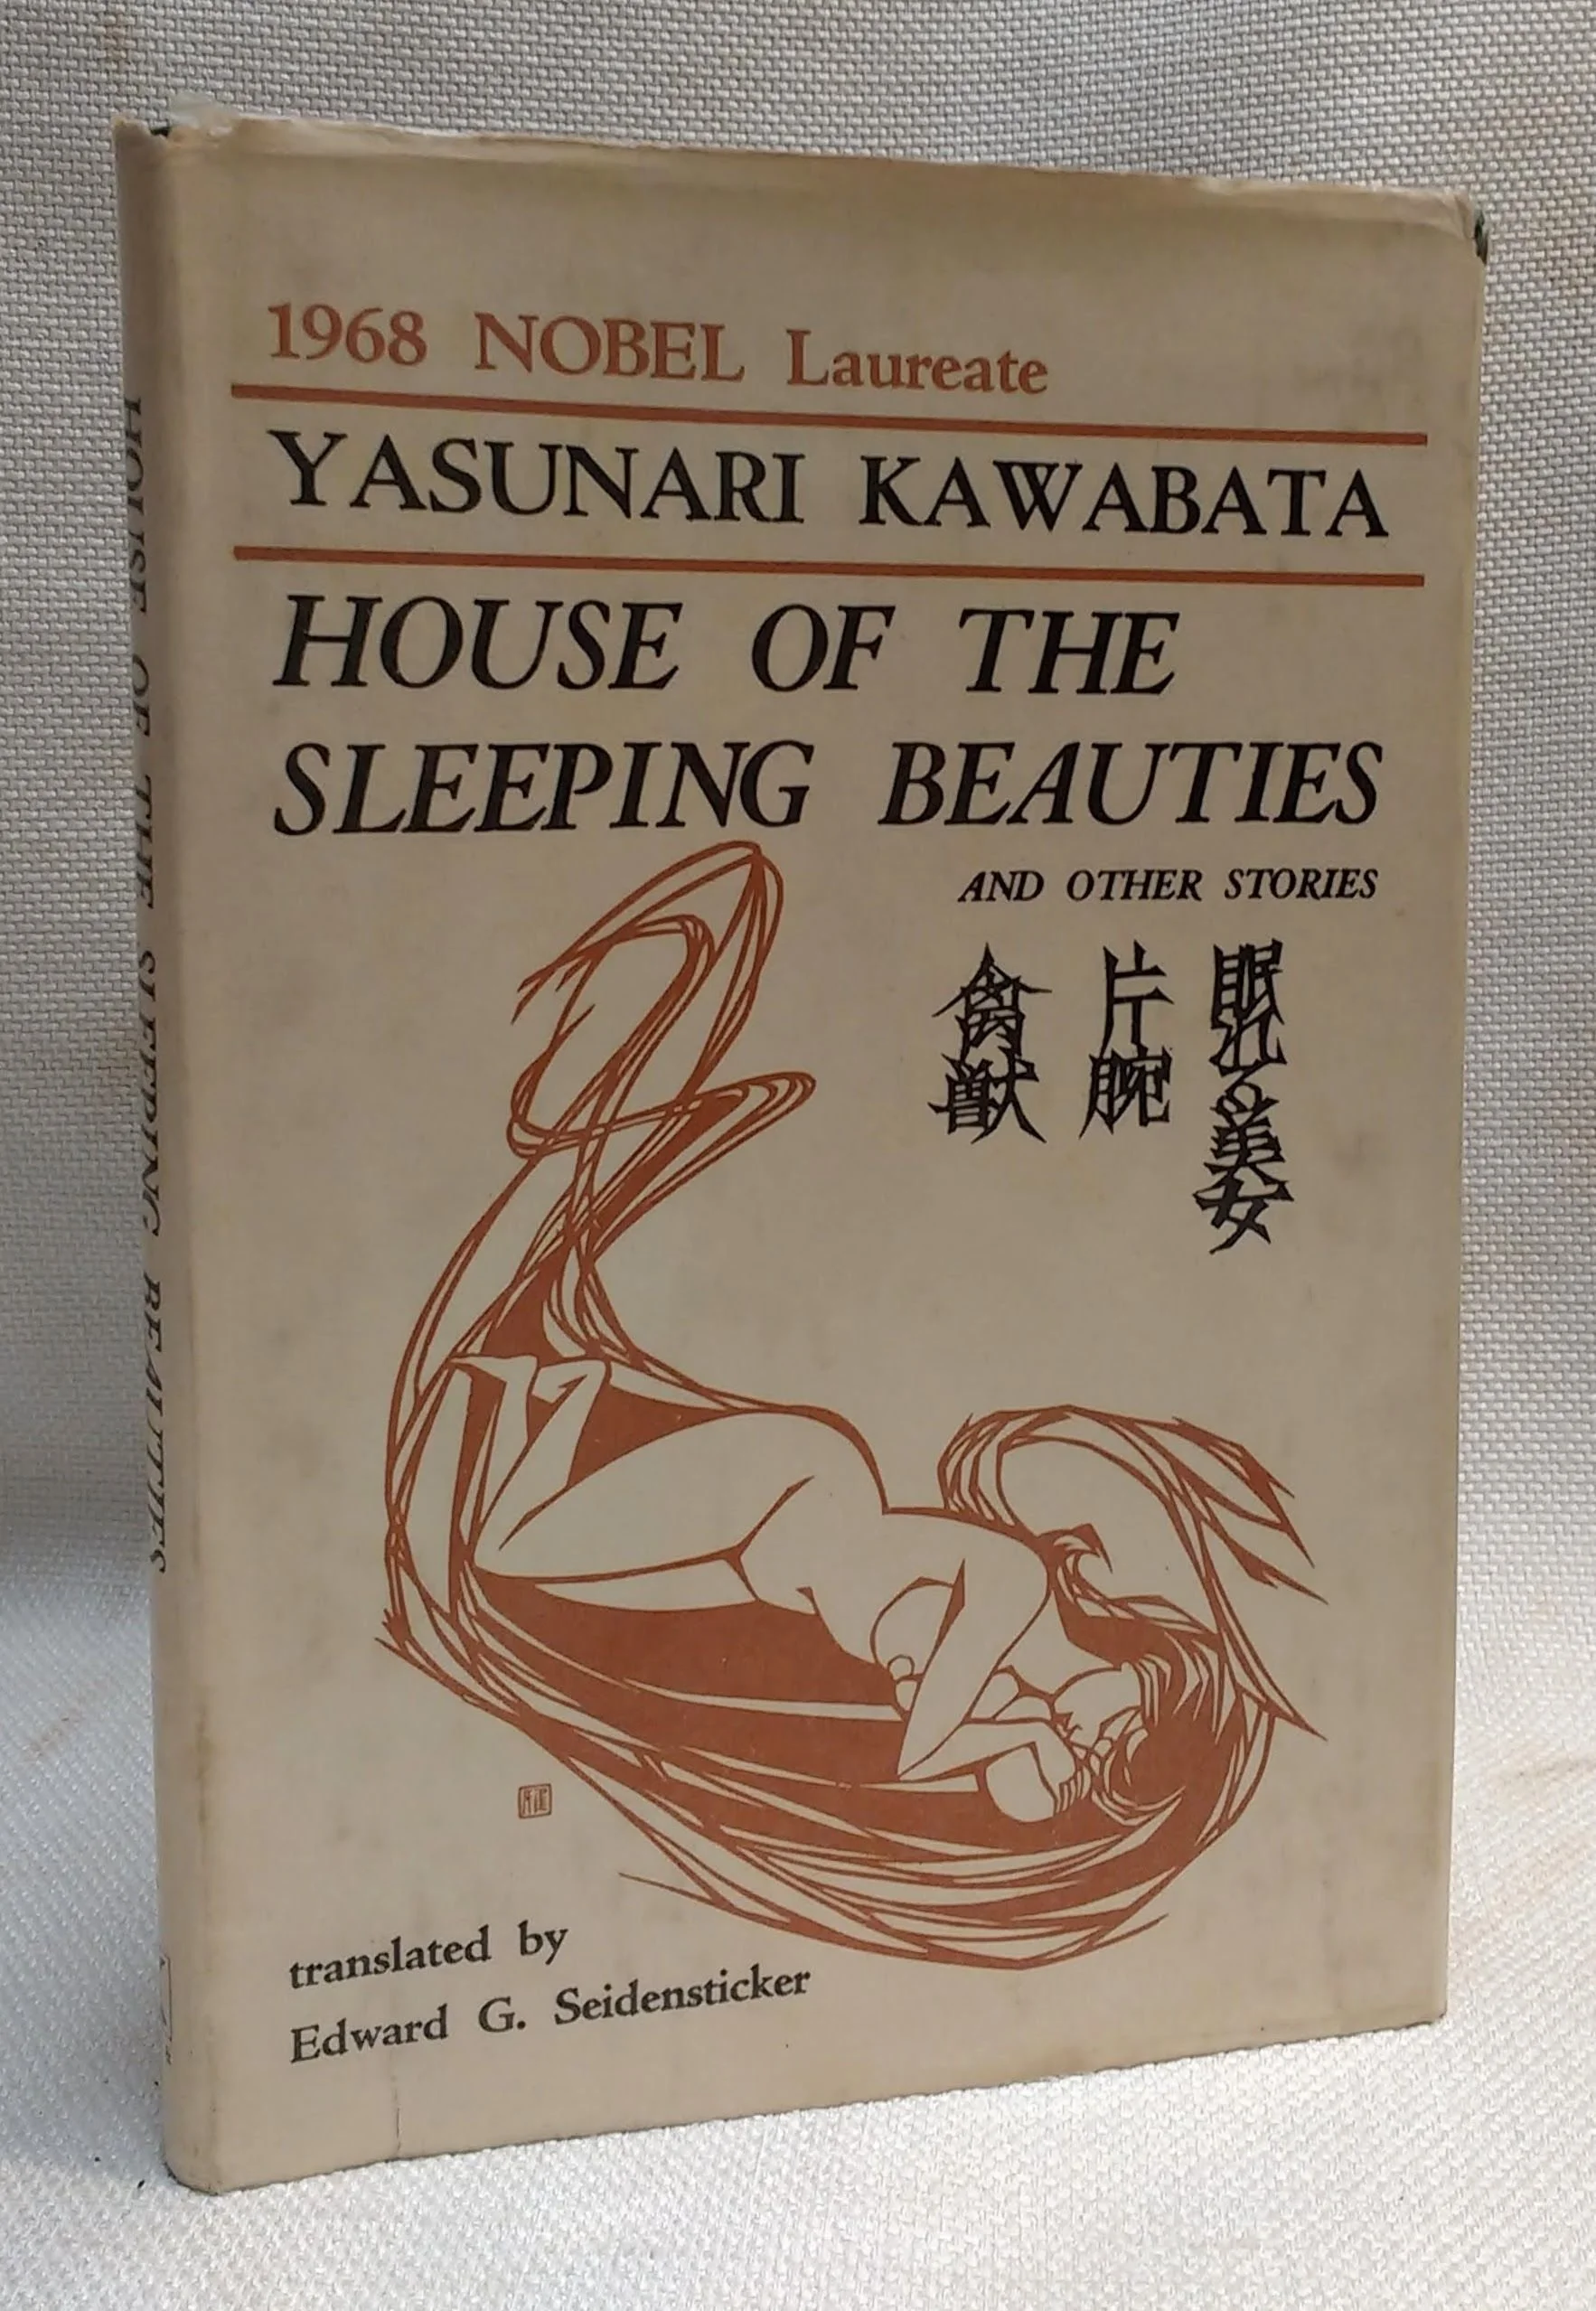 1968 NOBEL Laureate
YASUNARI KAWABATA
HOUSE OF THE
SLEEPING BEAUTIES
AND OTHER STORIES
眠れる美女
片腕
禽獣
translated by
Edward G. Seidensticker
HOUSE OF THE SLEEPING BEAUTIES